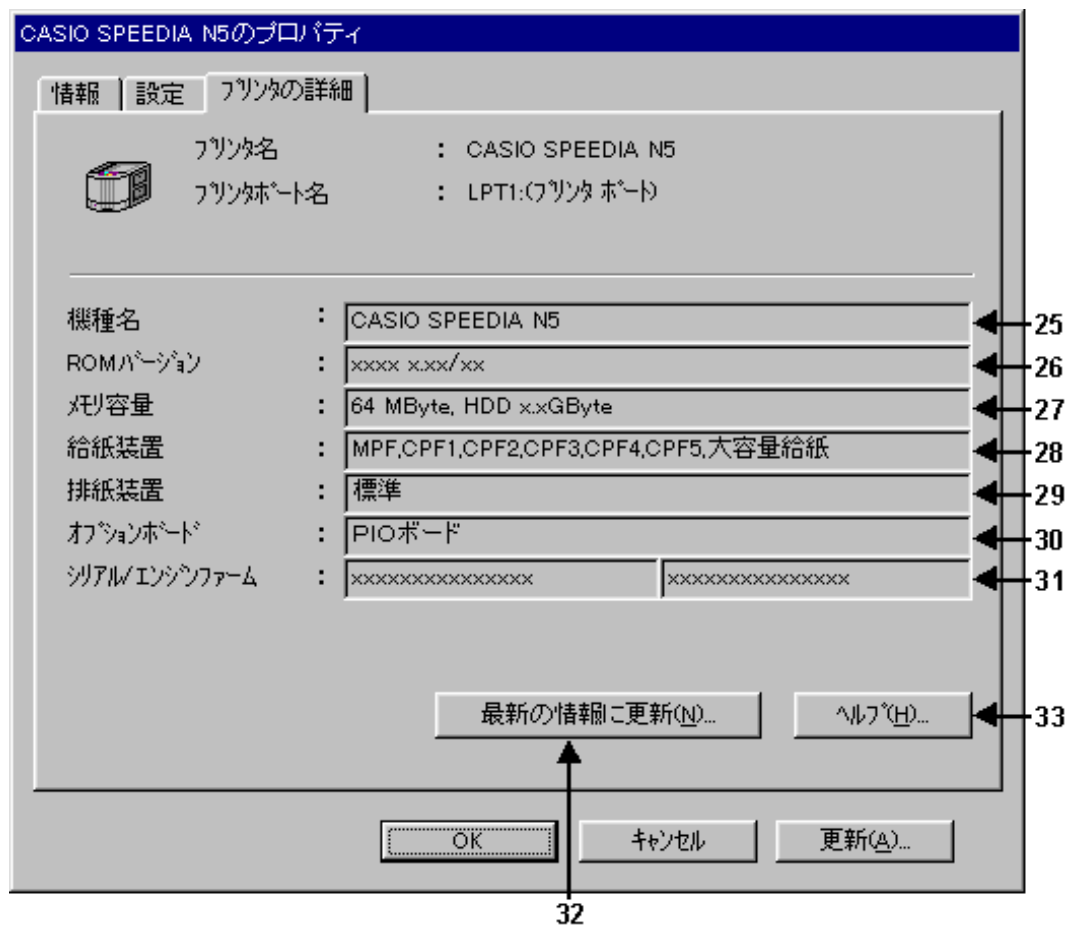 CASIO SPEEDIA N5のプロパティ
情報 設定 プリンタの詳細
プリンタ名 : CASIO SPEEDIA N5
プリンタポート名 : LPT1:(プリンタ ポート)
機種名 : CASIO SPEEDIA N5 25
ROMバージョン : xxxx x.xx/xx 26
メモリ容量 : 64 MByte, HDD x.xGByte 27
給紙装置 : MPF,CPF1,CPF2,CPF3,CPF4,CPF5,大容量給紙 28
排紙装置 : 標準 29
オプションボード : PIOボード 30
シリアル/エンジンファーム : xxxxxxxxxxxxxxx xxxxxxxxxxxxxxx 31
最新の情報に更新(N)... ヘルプ(H)... 33
OK キャンセル 更新(A)...
32